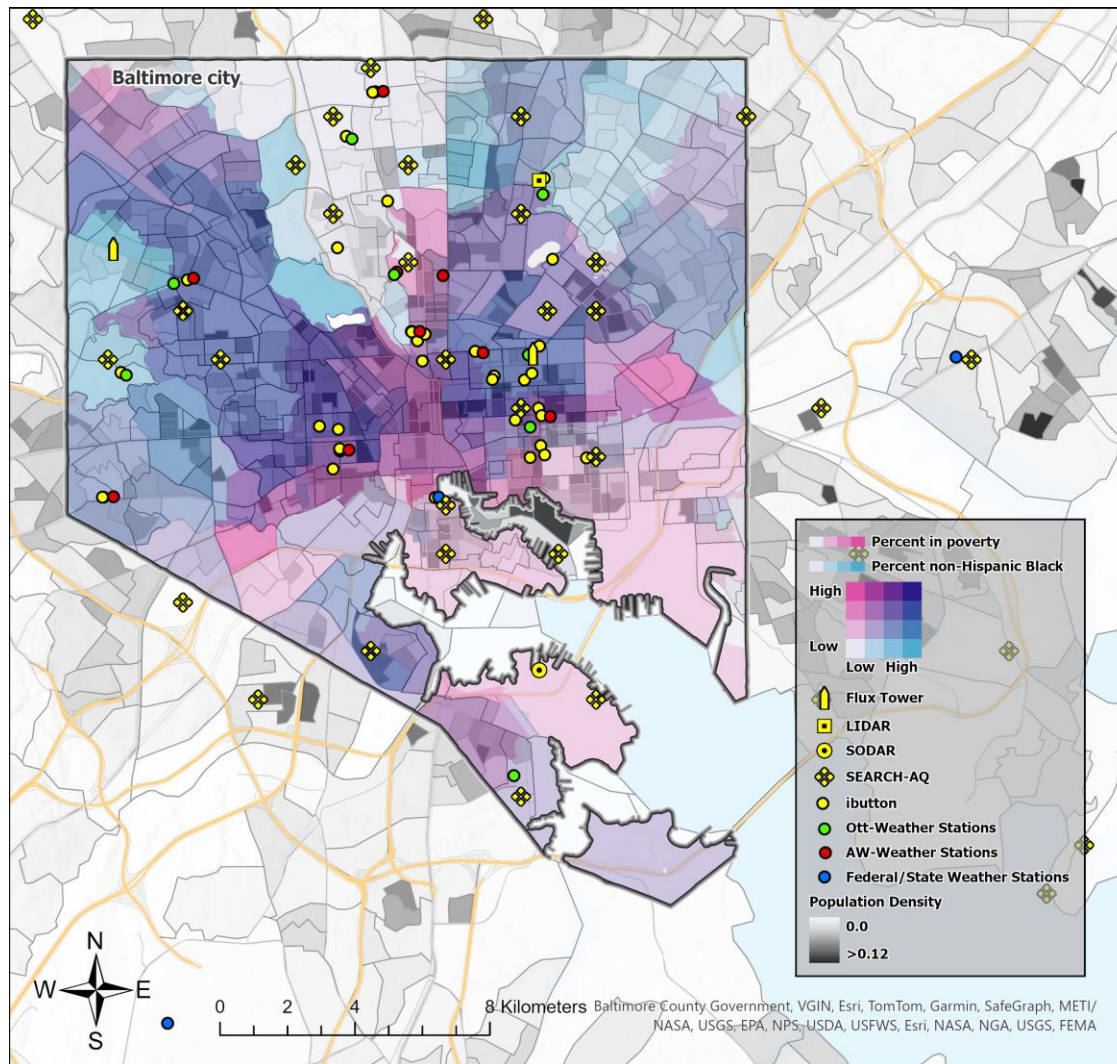 Baltimore city
Percent in poverty
Percent non-Hispanic Black
High
Low
Low High
Flux Tower
LIDAR
SODAR
SEARCH-AQ
ibutton
Ott-Weather Stations
AW-Weather Stations
Federal/State Weather Stations
Population Density
0.0
>0.12
N
W E
S
0 2 4 8 Kilometers
Baltimore County Government, VGIN, Esri, TomTom, Garmin, SafeGraph, METI/
NASA, USGS, EPA, NPS, USDA, USFWS, Esri, NASA, NGA, USGS, FEMA